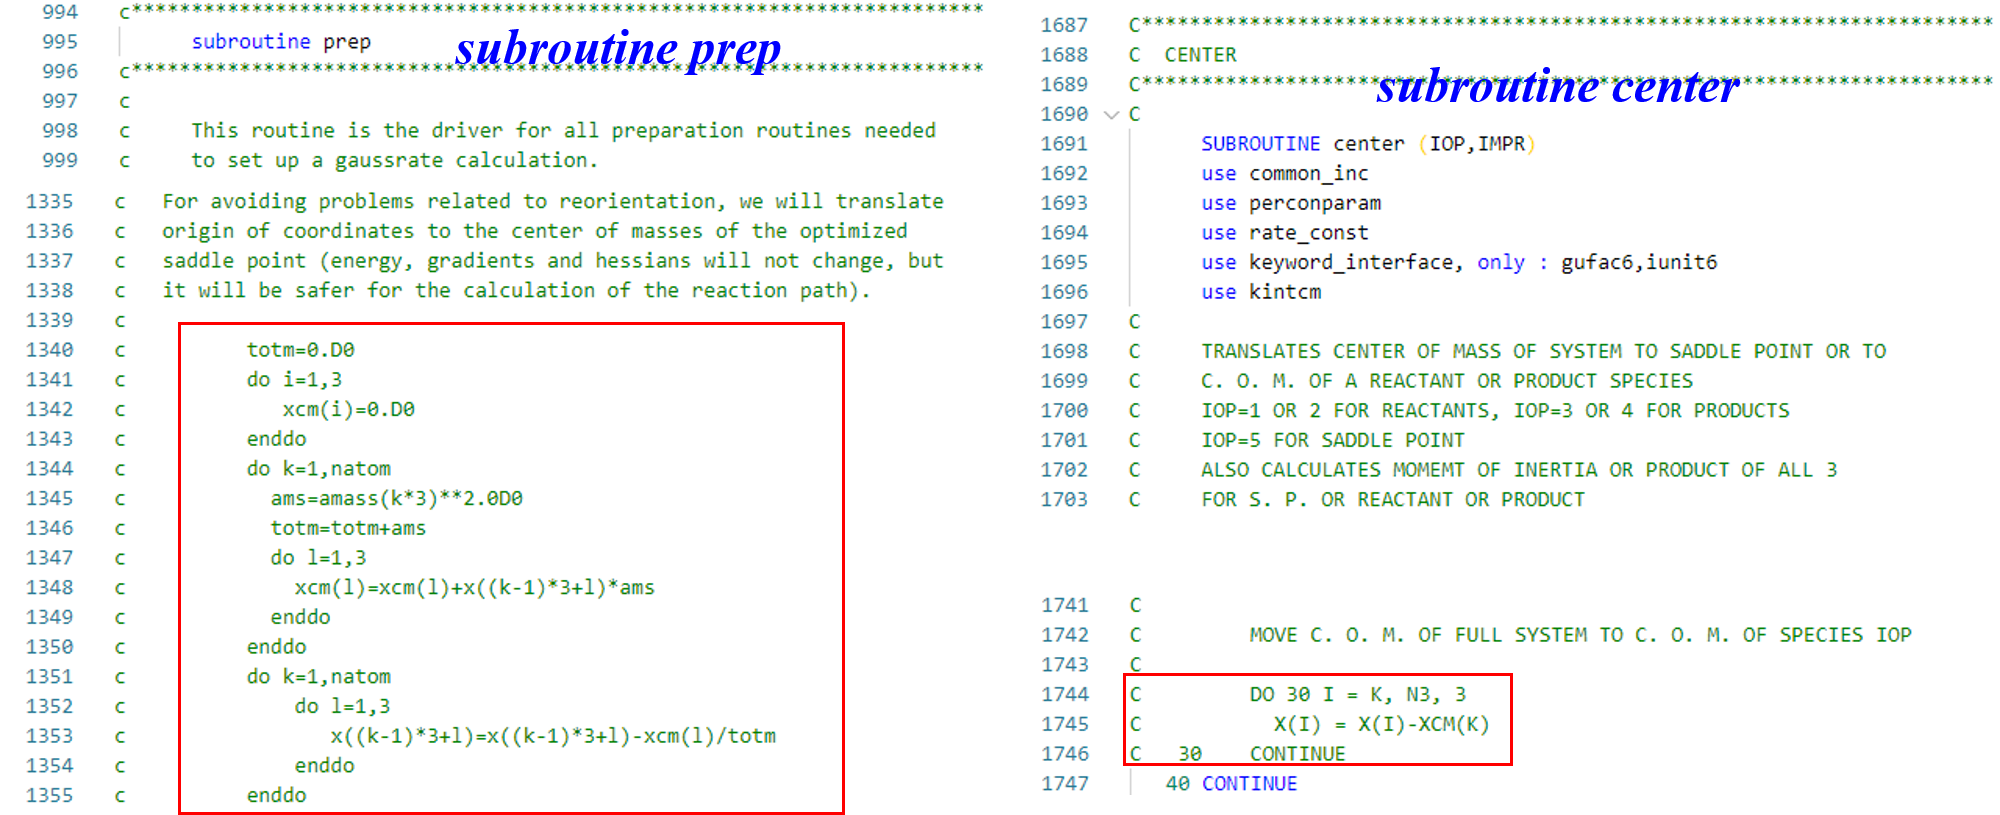 994 c***********************************************************************
995 subroutine prep
subroutine prep
996 c***********************************************************************
997 c
998 c This routine is the driver for all preparation routines needed
999 c to set up a gaussrate calculation.
1335 c For avoiding problems related to reorientation, we will translate
1336 c origin of coordinates to the center of masses of the optimized
1337 c saddle point (energy, gradients and hessians will not change, but
1338 c it will be safer for the calculation of the reaction path).
1339 c
1340 c totm=0.D0
1341 c do i=1,3
1342 c xcm(i)=0.D0
1343 c enddo
1344 c do k=1,natom
1345 c ams=amass(k*3)**2.0D0
1346 c totm=totm+ams
1347 c do l=1,3
1348 c xcm(l)=xcm(l)+x((k-1)*3+l)*ams
1349 c enddo
1350 c enddo
1351 c do k=1,natom
1352 c do l=1,3
1353 c x((k-1)*3+l)=x((k-1)*3+l)-xcm(l)/totm
1354 c enddo
1355 c enddo
1687 C***********************************************************************
1688 C CENTER
1689 C***********************************************************************
subroutine center
1690 C
1691 SUBROUTINE center (IOP,IMPR)
1692 use common_inc
1693 use perconparam
1694 use rate_const
1695 use keyword_interface, only : gufac6,iunit6
1696 use kintcm
1697 C
1698 C TRANSLATES CENTER OF MASS OF SYSTEM TO SADDLE POINT OR TO
1699 C C. O. M. OF A REACTANT OR PRODUCT SPECIES
1700 C IOP=1 OR 2 FOR REACTANTS, IOP=3 OR 4 FOR PRODUCTS
1701 C IOP=5 FOR SADDLE POINT
1702 C ALSO CALCULATES MOMEMT OF INERTIA OR PRODUCT OF ALL 3
1703 C FOR S. P. OR REACTANT OR PRODUCT
1741 C
1742 C MOVE C. O. M. OF FULL SYSTEM TO C. O. M. OF SPECIES IOP
1743 C
1744 C DO 30 I = K, N3, 3
1745 C X(I) = X(I)-XCM(K)
1746 C 30 CONTINUE
1747 40 CONTINUE